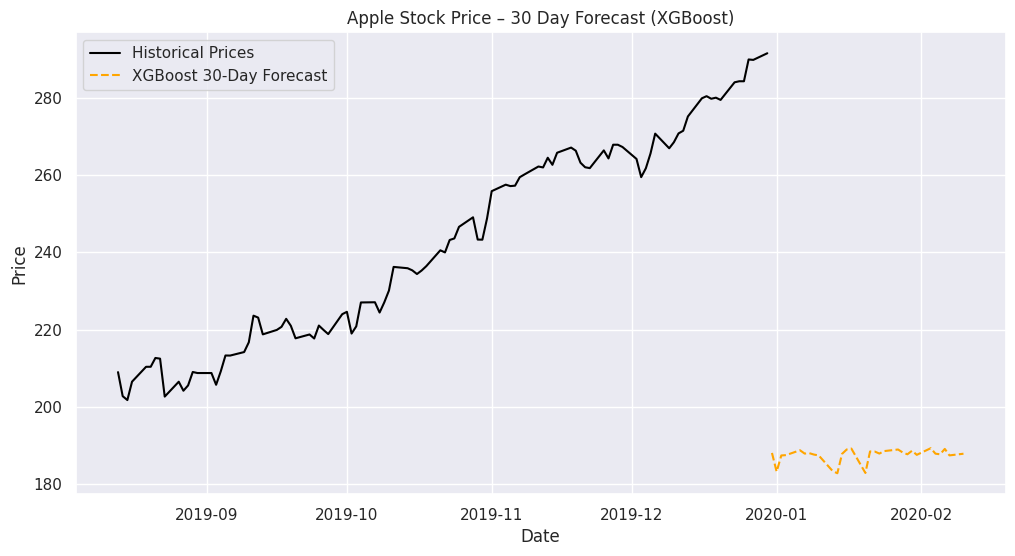 Apple Stock Price – 30 Day Forecast (XGBoost)
Historical Prices
XGBoost 30-Day Forecast
280
260
240
220
200
180
Price
2019-09
2019-10
2019-11
2019-12
2020-01
2020-02
Date